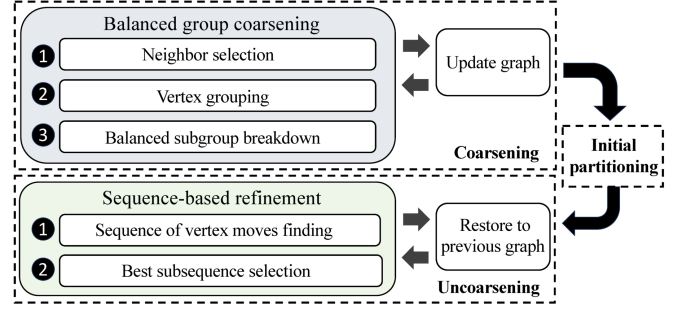 Balanced group coarsening
1 Neighbor selection
2 Vertex grouping
3 Balanced subgroup breakdown
Update graph
Coarsening
Initial
partitioning
Sequence-based refinement
1 Sequence of vertex moves finding
2 Best subsequence selection
Restore to
previous graph
Uncoarsening